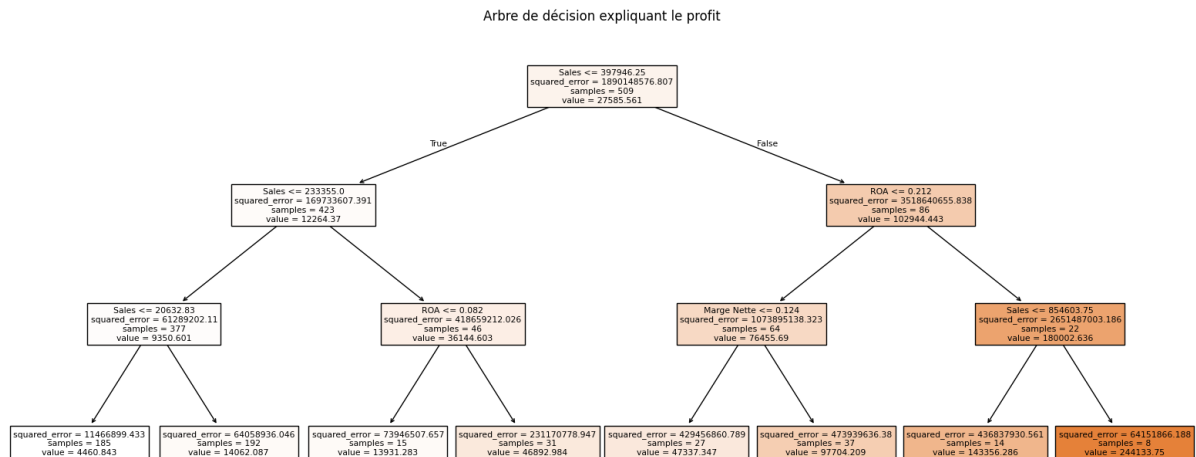 Arbre de décision expliquant le profit
Sales <= 397946.25
squared_error = 1890148576.807
samples = 509
value = 27585.561
True
False
Sales <= 233355.0
squared_error = 169733607.391
samples = 423
value = 12264.37
ROA <= 0.212
squared_error = 3518640655.838
samples = 86
value = 102944.443
Sales <= 20632.83
squared_error = 61289202.11
samples = 377
value = 9350.601
ROA <= 0.082
squared_error = 418659212.026
samples = 46
value = 36144.603
Marge Nette <= 0.124
squared_error = 1073895138.323
samples = 64
value = 76455.69
Sales <= 854603.75
squared_error = 2651487003.186
samples = 22
value = 180002.636
squared_error = 11466899.433
samples = 185
value = 4460.843
squared_error = 64058936.046
samples = 192
value = 14062.087
squared_error = 73946507.657
samples = 15
value = 13931.283
squared_error = 231170778.947
samples = 31
value = 46892.984
squared_error = 429456860.789
samples = 27
value = 47337.347
squared_error = 473939636.38
samples = 37
value = 97704.209
squared_error = 436837930.561
samples = 14
value = 143356.286
squared_error = 64151866.188
samples = 8
value = 244133.75